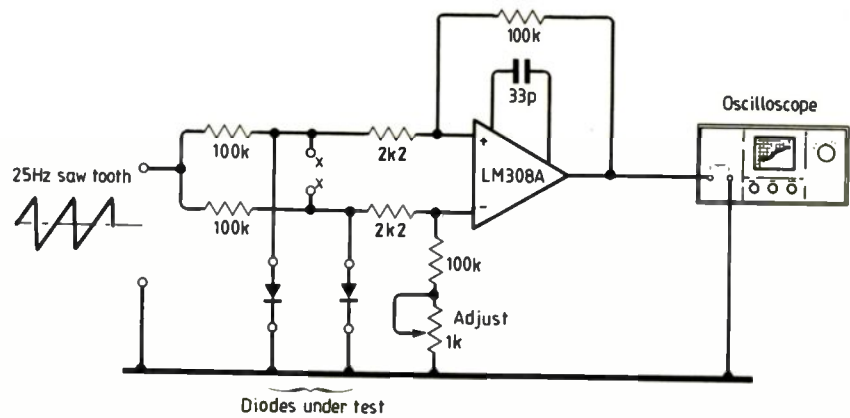 100k
33p
Oscilloscope
100k
2k2
x
+
LM308A
25Hz saw tooth
x
-
100k
2k2
100k
Adjust
1k
Diodes under test